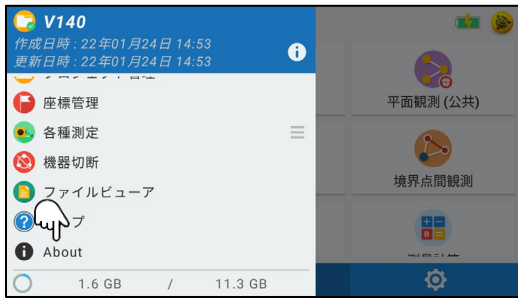 V140
作成日時 : 22年01月24日 14:53
更新日時 : 22年01月24日 14:53
座標管理
各種測定
機器切断
ファイルビューア
プ
About
1.6 GB / 11.3 GB
平面観測 (公共)
境界点間観測